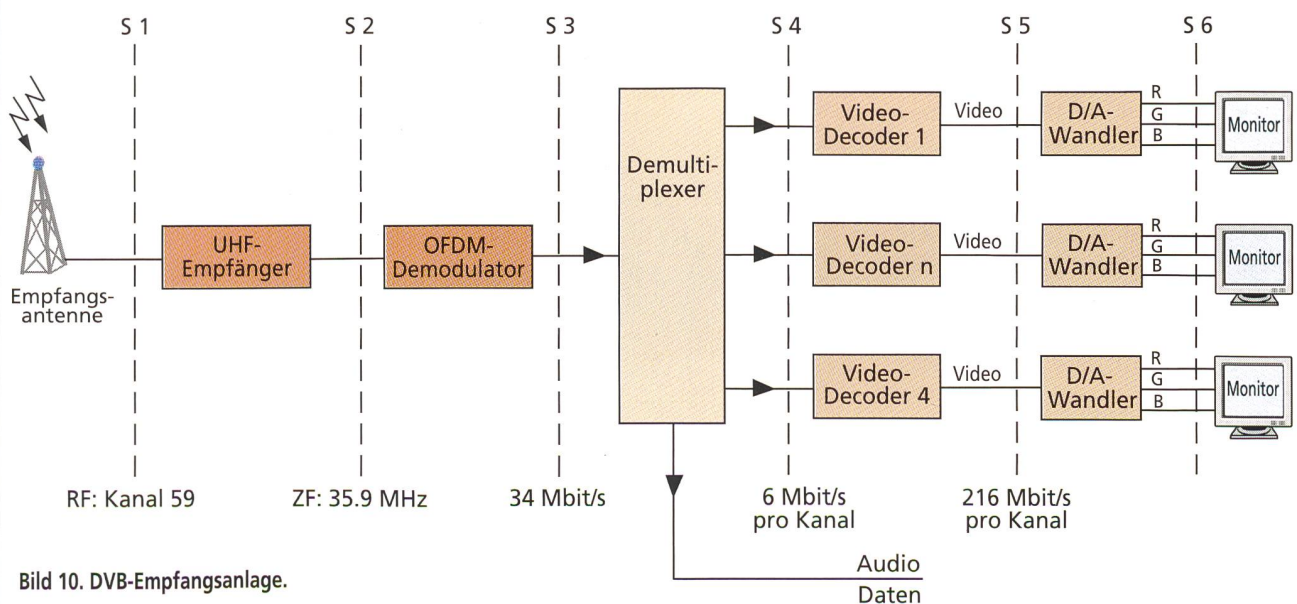 S 1
S 2
S 3
S 4
S 5
S 6
Empfangs-
antenne
UHF-
Empfänger
OFDM-
Demodulator
Demulti-
plexer
Video-
Decoder 1
Video
D/A-
Wandler
R
G
B
Monitor
Video-
Decoder n
Video
D/A-
Wandler
R
G
B
Monitor
Video-
Decoder 4
Video
D/A-
Wandler
R
G
B
Monitor
RF: Kanal 59
ZF: 35.9 MHz
34 Mbit/s
6 Mbit/s
pro Kanal
216 Mbit/s
pro Kanal
Audio
Daten
Bild 10. DVB-Empfangsanlage.